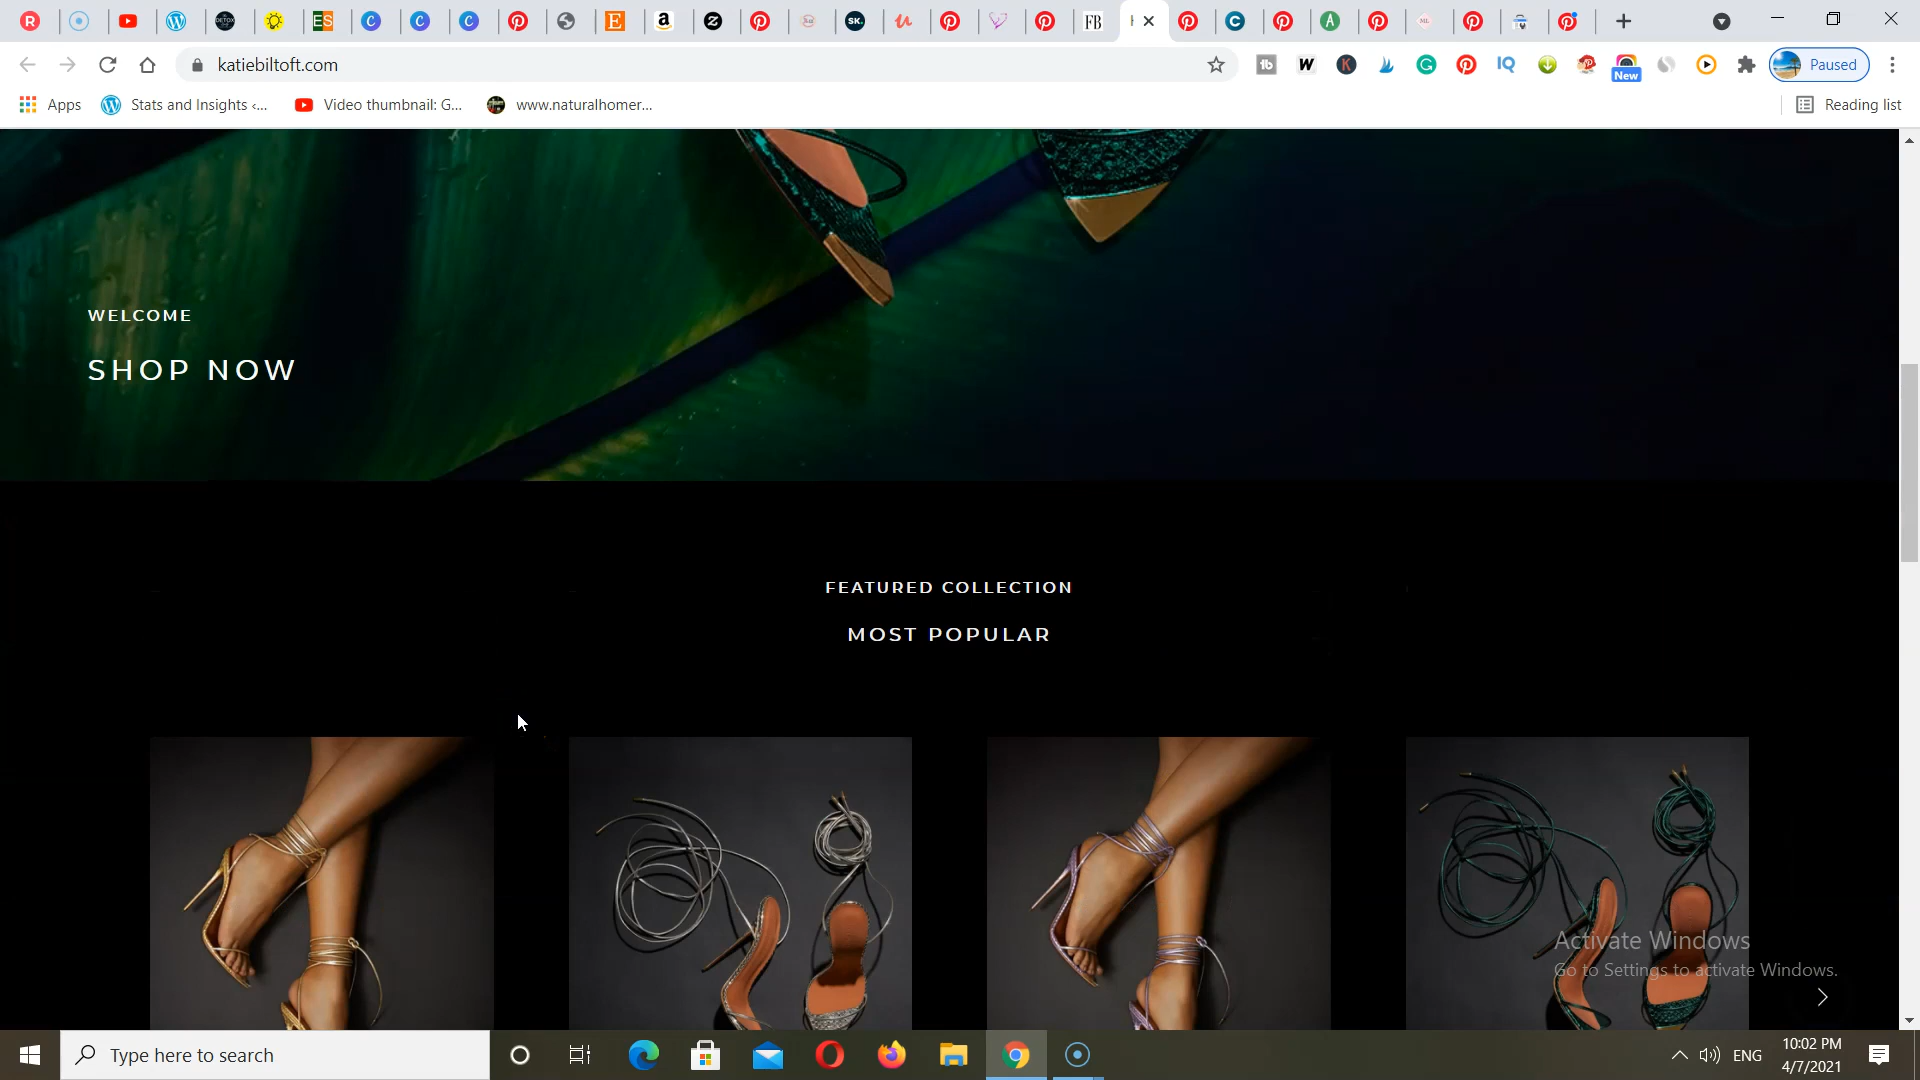 katiebiltoft.com
Paused
New
Apps
Stats and Insights ‹...
Video thumbnail: G...
www.naturalhomer...
Reading list
WELCOME
SHOP NOW
FEATURED COLLECTION
MOST POPULAR
Activate Windows
Go to Settings to activate Windows.
Type here to search
ENG
10:02 PM
4/7/2021